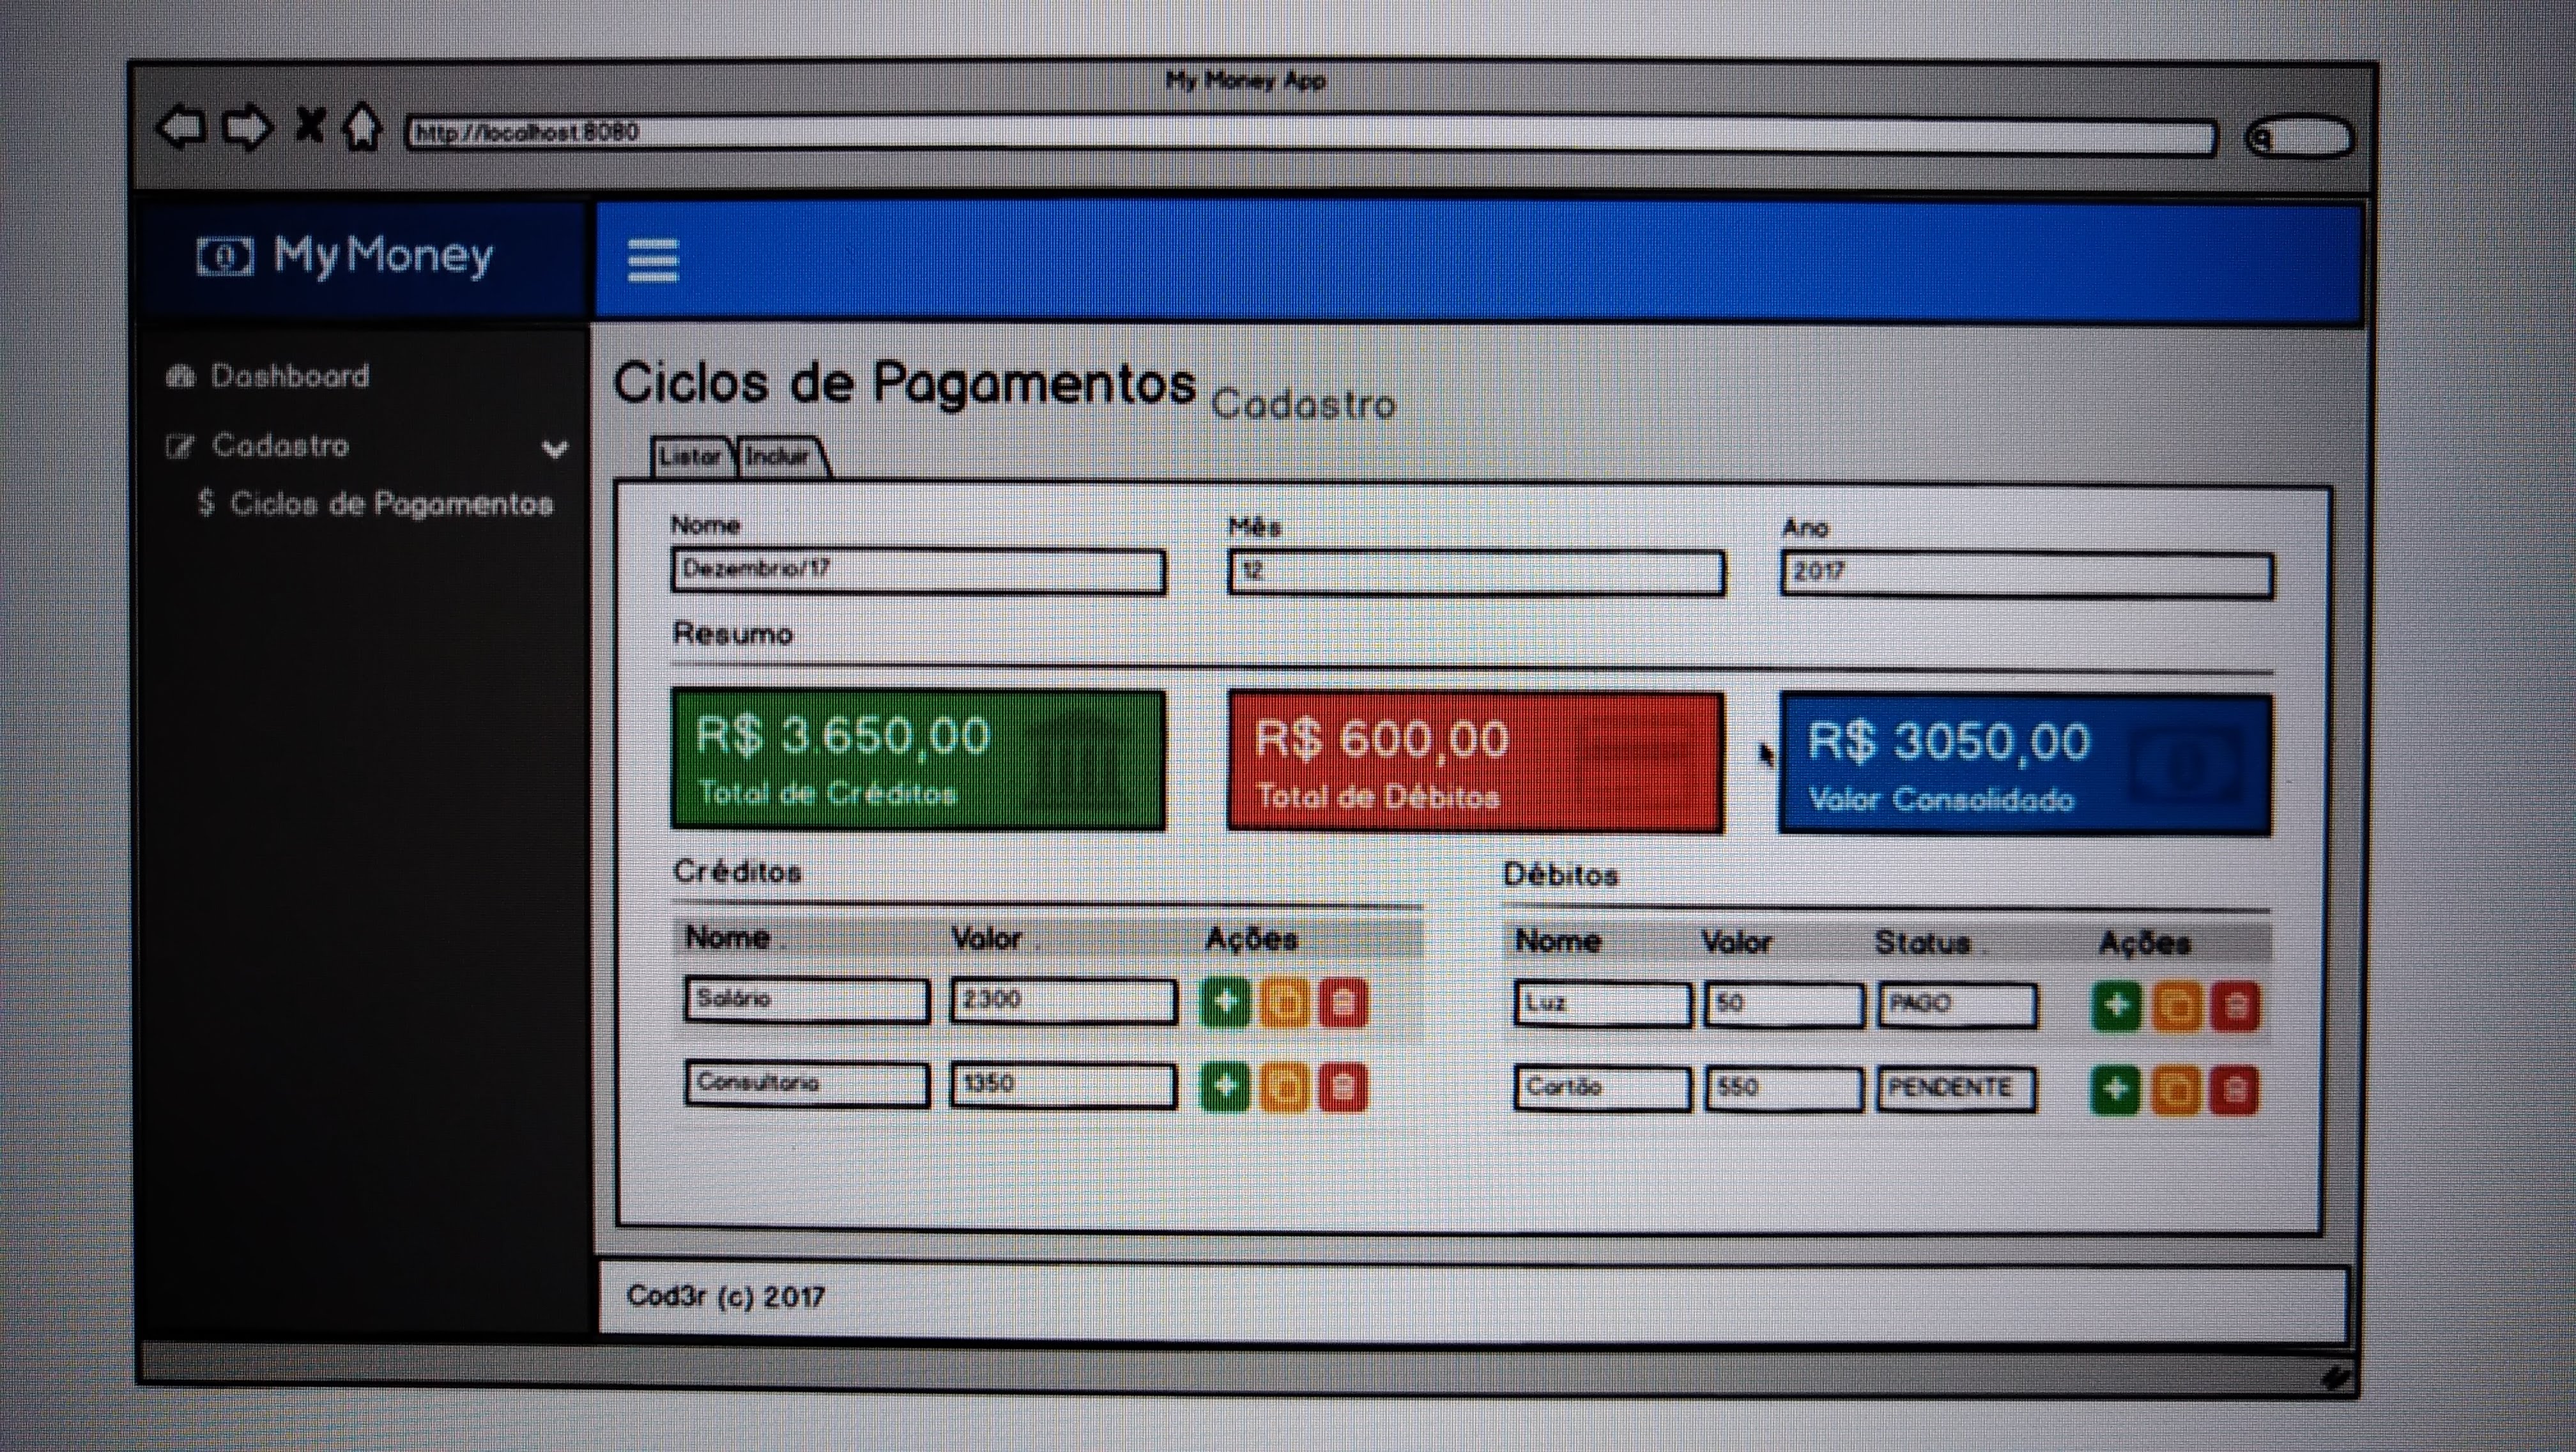 My Money App
http://localhost:8080
My Money
Dashboard
Cadastro
$ Ciclos de Pagamentos
Ciclos de Pagamentos Cadastro
Listar Incluir
Nome Mês Ano
Dezembrio/17 12 2017
Resumo
R$ 3.650,00 R$ 600,00 R$ 3050,00
Total de Créditos Total de Débitos Valor Consolidado
Créditos Débitos
Nome Valor Ações Nome Valor Status Ações
Salário 2300 Luz 50 PAGO
Consultoria 1350 Cartão 550 PENDENTE
Cod3r (c) 2017